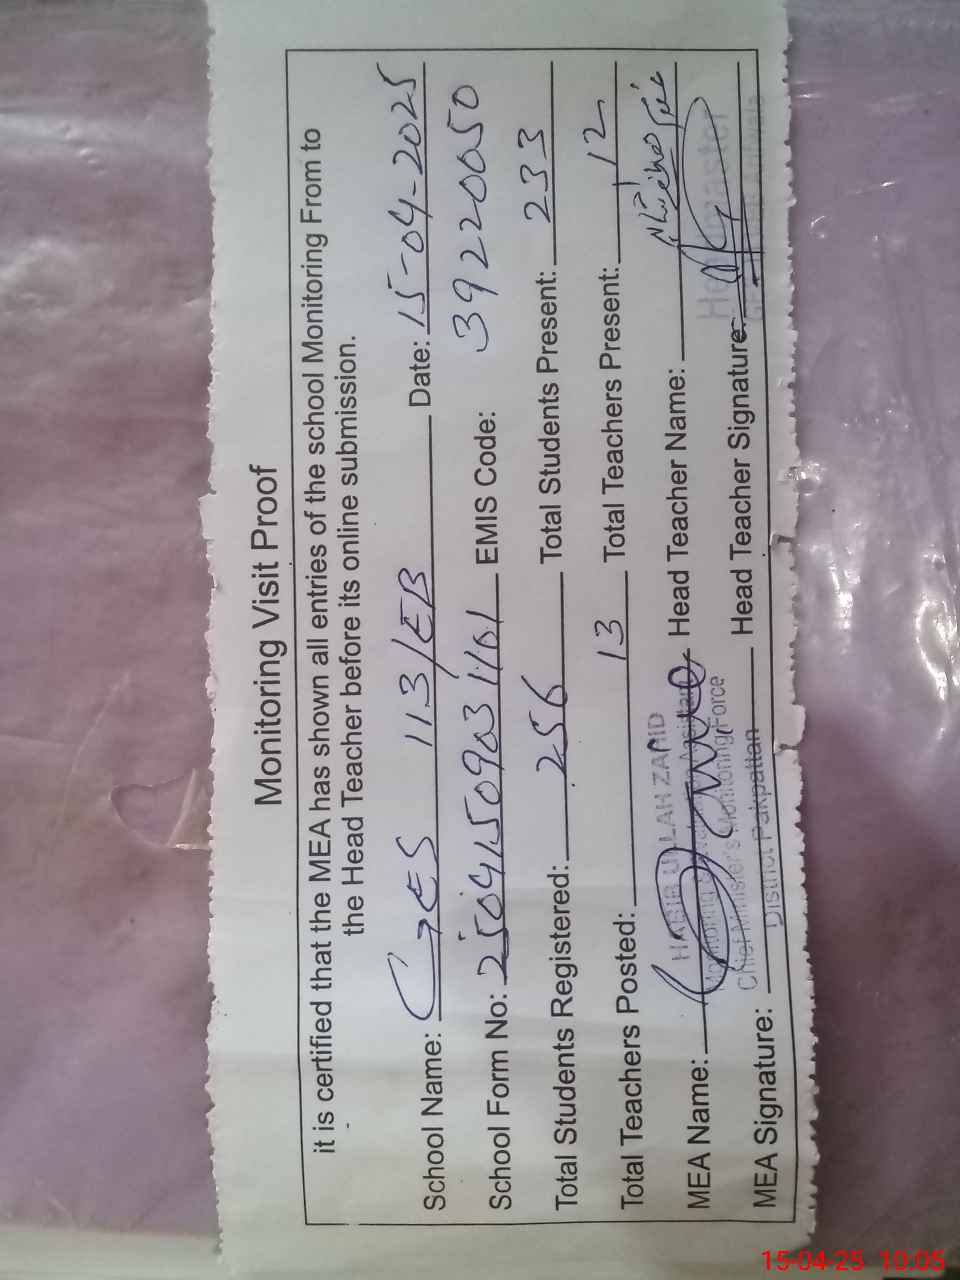 Monitoring Visit Proof
it is certified that the MEA has shown all entries of the school Monitoring From to
the Head Teacher before its online submission.
School Name: GES 113/EB Date: 15-04-2025
School Form No: 25041509031101 EMIS Code: 39220050
Total Students Registered: 256 Total Students Present: 233
Total Teachers Posted: 13 Total Teachers Present: 12
HABIB ULLAH ZAHID
MEA Name: Head Teacher Name:
Chief Minister's Monitoring Force
MEA Signature: Head Teacher Signature:
District Pakpattan
Headmaster
15-04-25 10:05